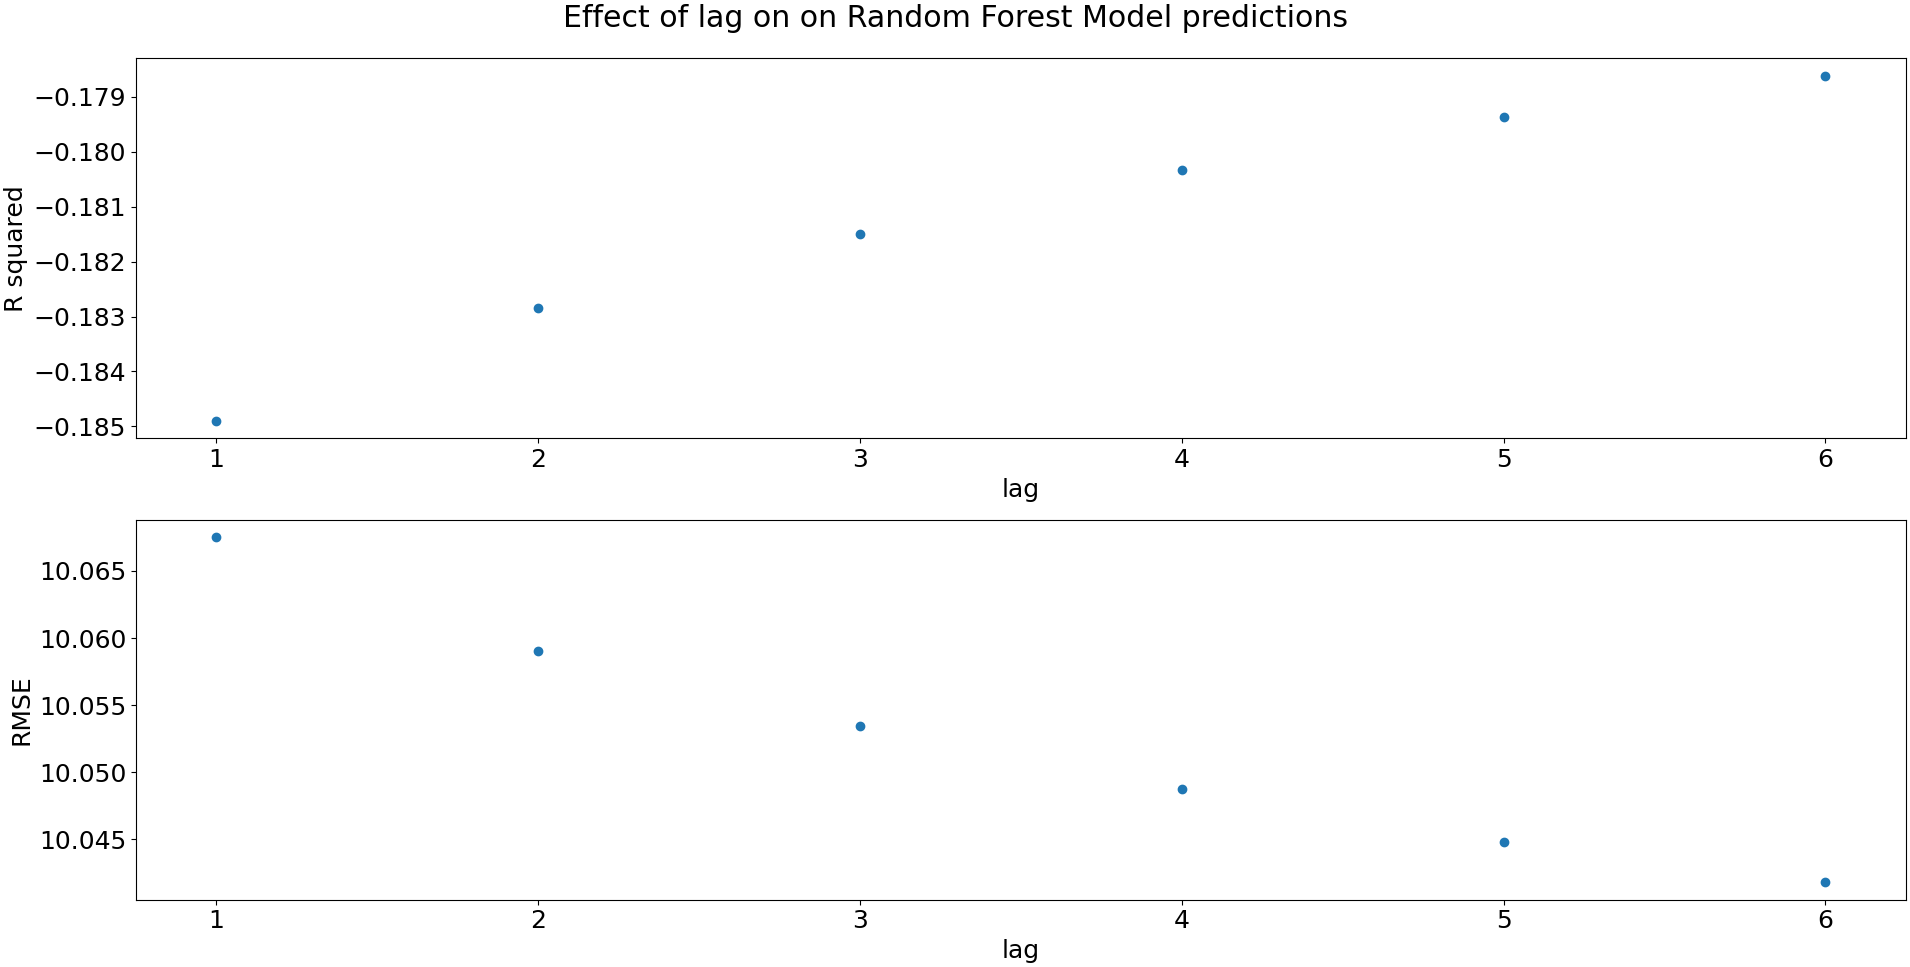 Effect of lag on on Random Forest Model predictions
R squared
−0.179
−0.180
−0.181
−0.182
−0.183
−0.184
−0.185
1 2 3 4 5 6
lag
RMSE
10.065
10.060
10.055
10.050
10.045
1 2 3 4 5 6
lag